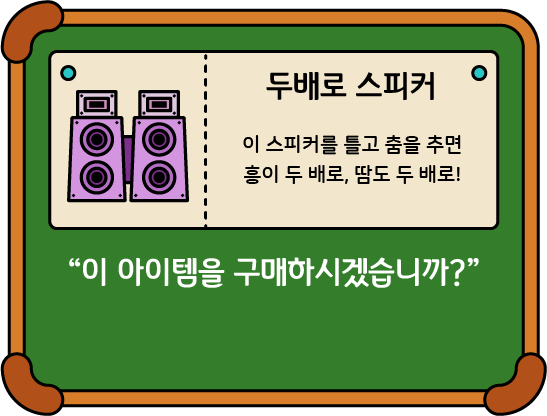 두배로 스피커
이 스피커를 틀고 춤을 추면
흥이 두 배로, 땀도 두 배로!
“이 아이템을 구매하시겠습니까?”